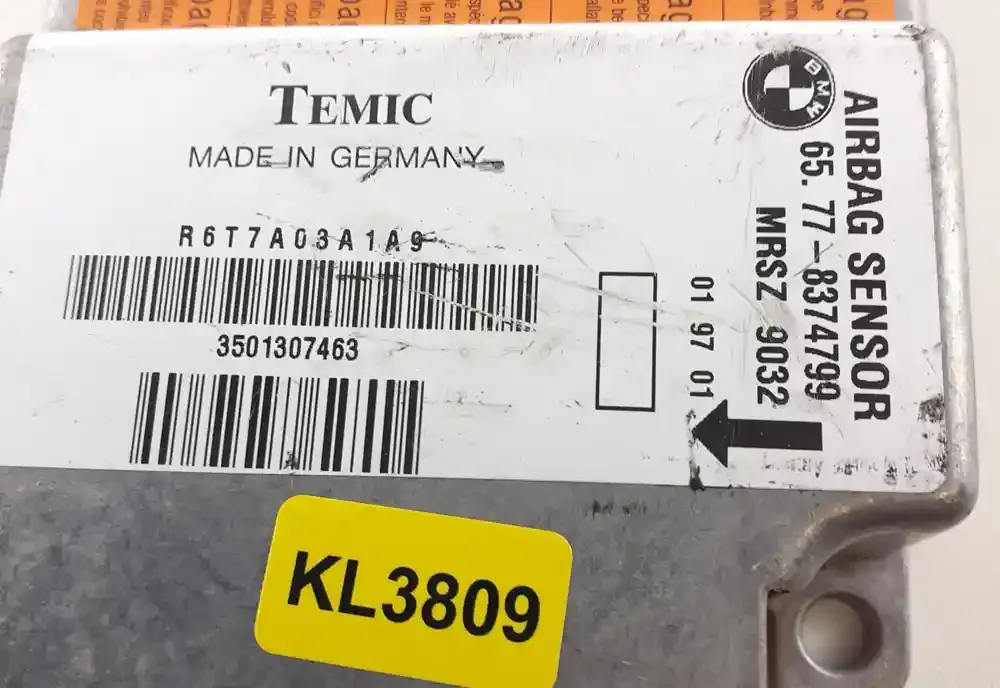 TEMIC
MADE IN GERMANY
R6T7A03A1A9
3501307463
BMW
AIRBAG SENSOR
65.77-8374799
MRSZ 9032
01 97 01
KL3809